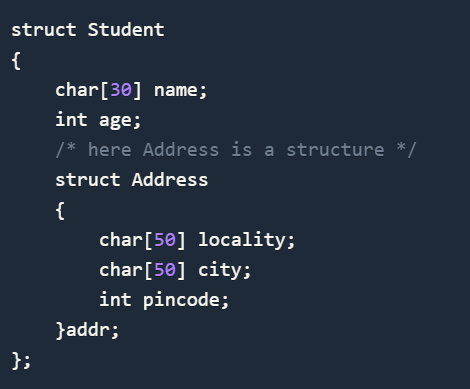 struct Student
{
    char[30] name;
    int age;
    /* here Address is a structure */
    struct Address
    {
        char[50] locality;
        char[50] city;
        int pincode;
    }addr;
};